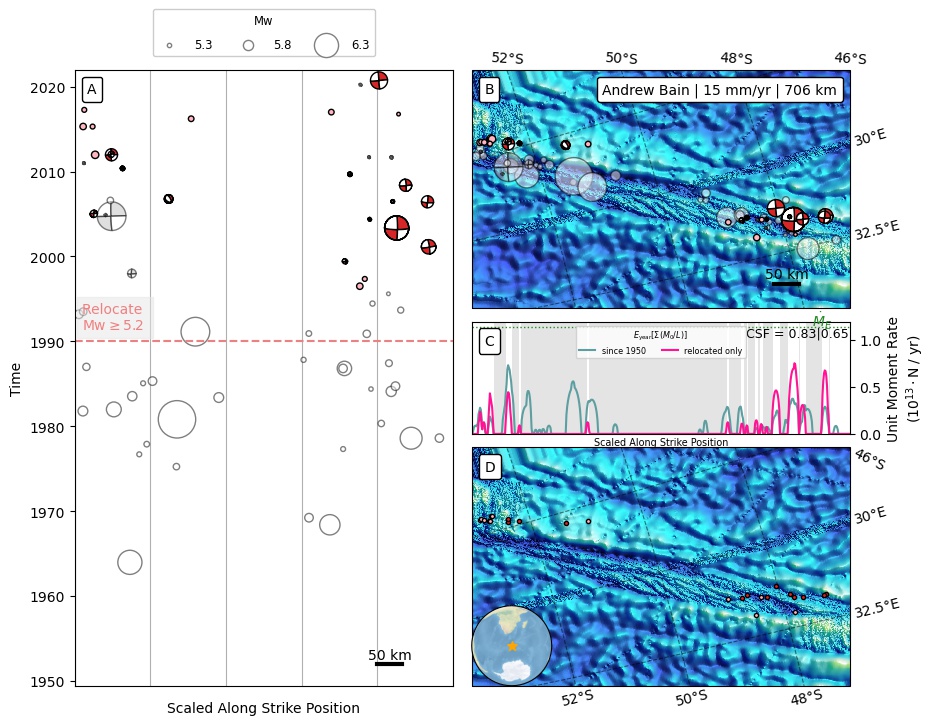 Mw
5.3 5.8 6.3
A
2020
2010
2000
1990
1980
1970
1960
1950
Time
Relocate
Mw ≥ 5.2
50 km
Scaled Along Strike Position
52°S 50°S 48°S 46°S
B
Andrew Bain | 15 mm/yr | 706 km
30°E
32.5°E
50 km
C
E_year[Σ(M₀/L)]
since 1950 relocated only
CSF = 0.83|0.65
1.0
0.5
0.0
Unit Moment Rate
(10¹³ · N / yr)
Scaled Along Strike Position
D
46°S
30°E
32.5°E
52°S 50°S 48°S